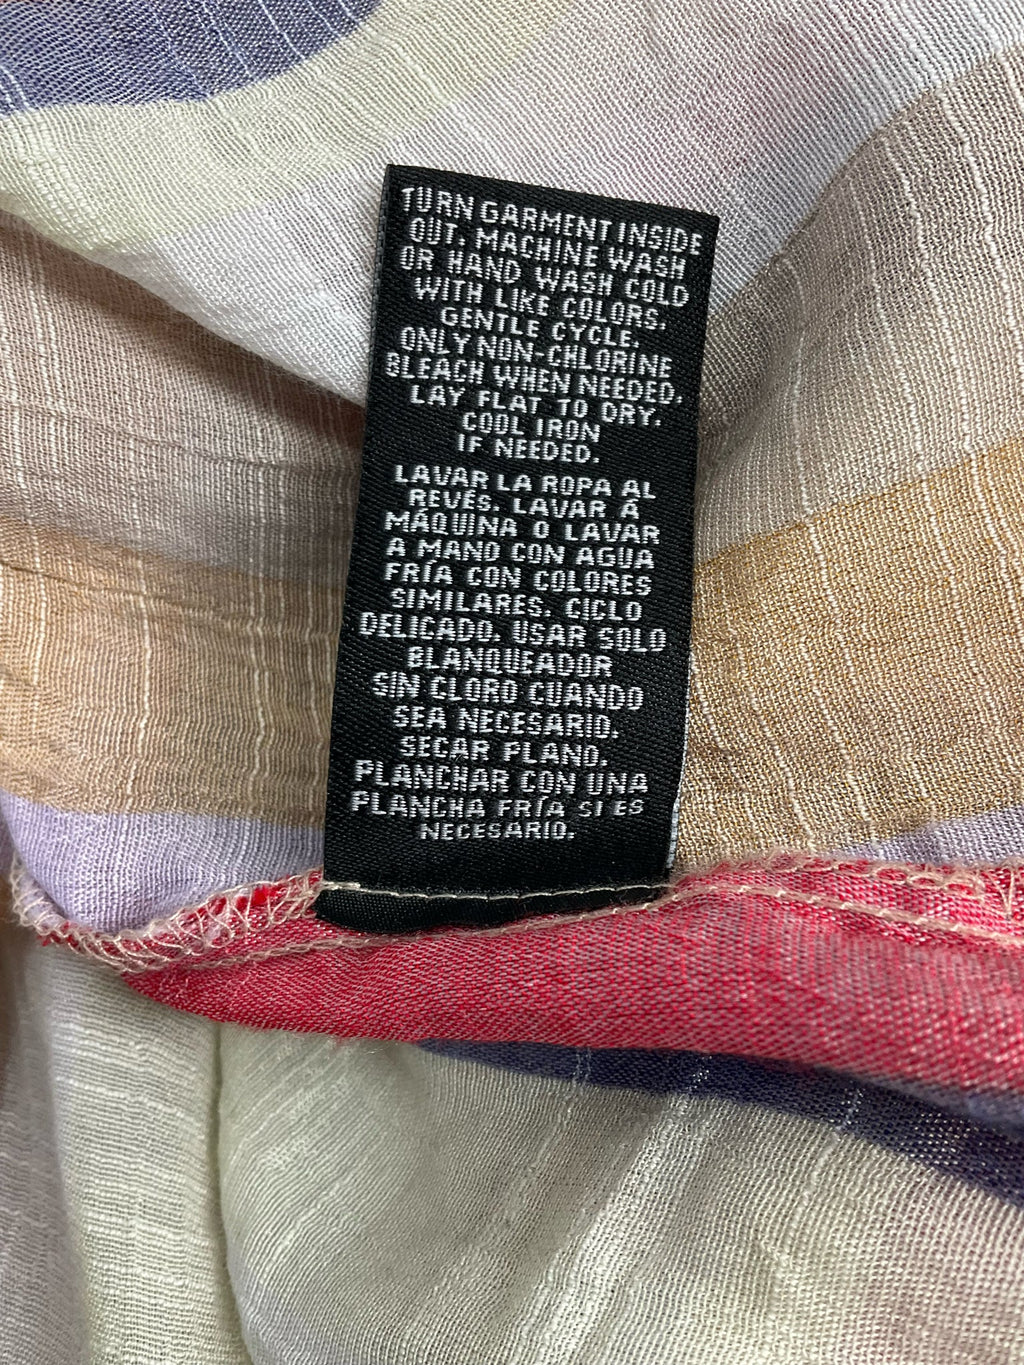 TURN GARMENT INSIDE
OUT. MACHINE WASH
OR HAND. WASH COLD
WITH LIKE COLORS.
GENTLE CYCLE.
ONLY NON-CHLORINE
BLEACH WHEN NEEDED.
LAY FLAT TO DRY.
COOL IRON
IF NEEDED.
LAVAR LA ROPA AL
REVÉS. LAVAR A
MÁQUINA O LAVAR
A MANO CON AGUA
FRÍA CON COLORES
SIMILARES. CICLO
DELICADO. USAR SOLO
BLANQUEADOR
SIN CLORO CUANDO
SEA NECESARIO.
SECAR PLANO.
PLANCHAR CON UNA
PLANCHA FRÍA SI ES
NECESARIO.